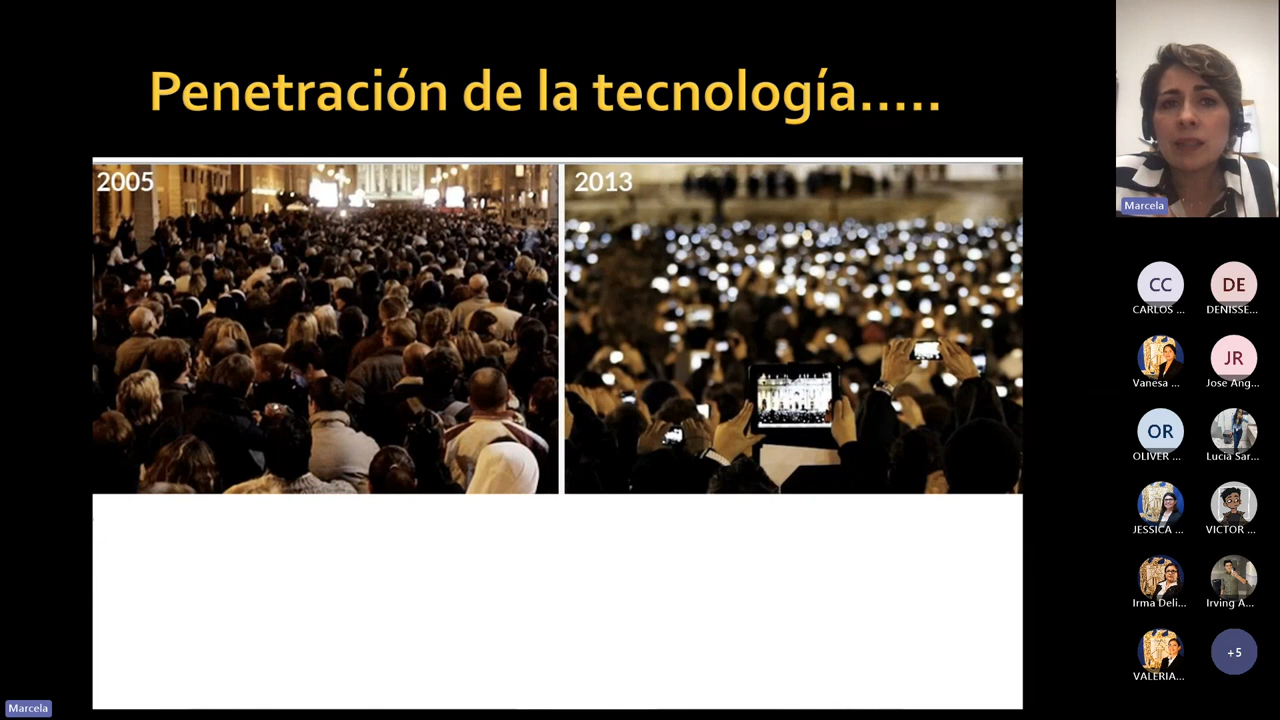 Penetración de la tecnología.....
2005
2013
Marcela
CC
DE
CARLOS ...
DENISSE...
JR
Vanesa ...
Jose Ang...
OR
OLIVER ...
Lucia Sar...
JESSICA ...
VICTOR ...
Irma Deli...
Irving A...
VALERIA...
+5
Marcela